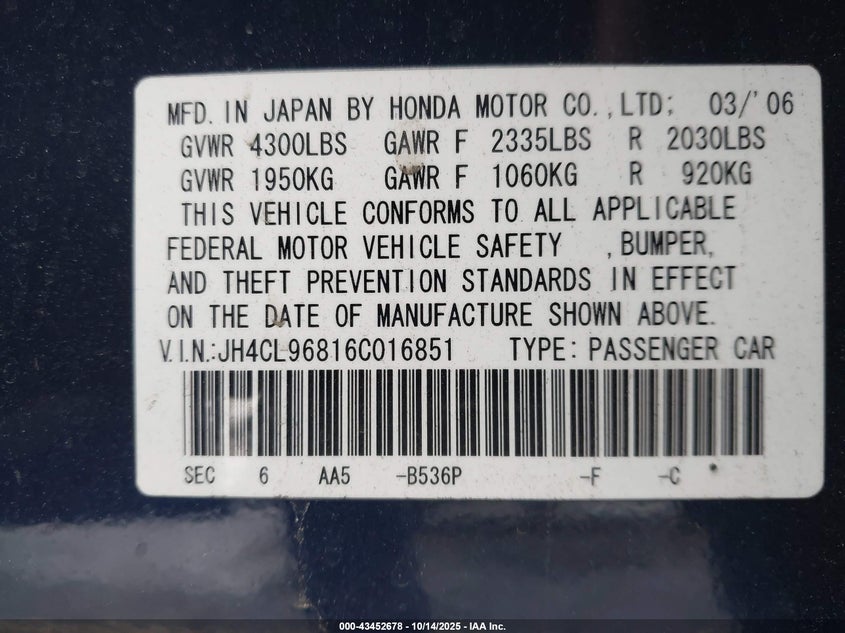 MFD. IN JAPAN BY HONDA MOTOR CO., LTD; 03/'06
GVWR 4300LBS GAWR F 2335LBS R 2030LBS
GVWR 1950KG GAWR F 1060KG R 920KG
THIS VEHICLE CONFORMS TO ALL APPLICABLE
FEDERAL MOTOR VEHICLE SAFETY , BUMPER,
AND THEFT PREVENTION STANDARDS IN EFFECT
ON THE DATE OF MANUFACTURE SHOWN ABOVE.
V.I.N.:JH4CL96816C016851 TYPE: PASSENGER CAR
SEC 6 AA5 -B536P -F -C
000-43452678 - 10/14/2025 - IAA Inc.